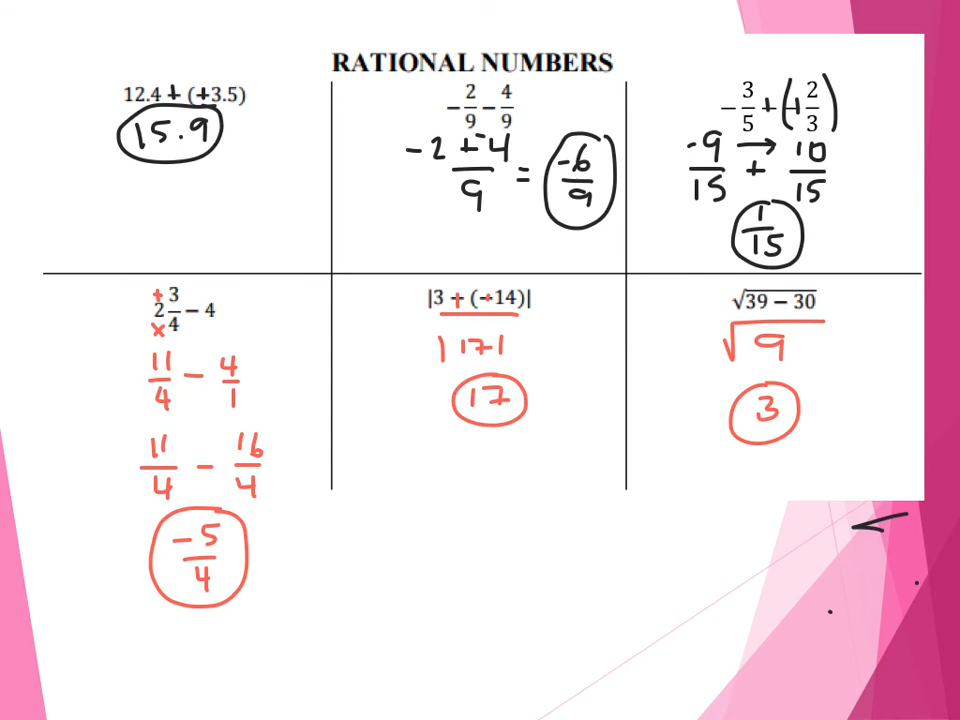 RATIONAL NUMBERS
12.4 + (+3.5)
15.9
-2/9 - 4/9
-2 + -4 / 9 = -6/9
-3/5 + (+2/3)
-9/15 + → 10/15
1/15
+
2 3/4 - 4
×
11/4 - 4/1
11/4 - 16/4
-5/4
|3 + (+14)|
|17|
17
√39 − 30
√9
3